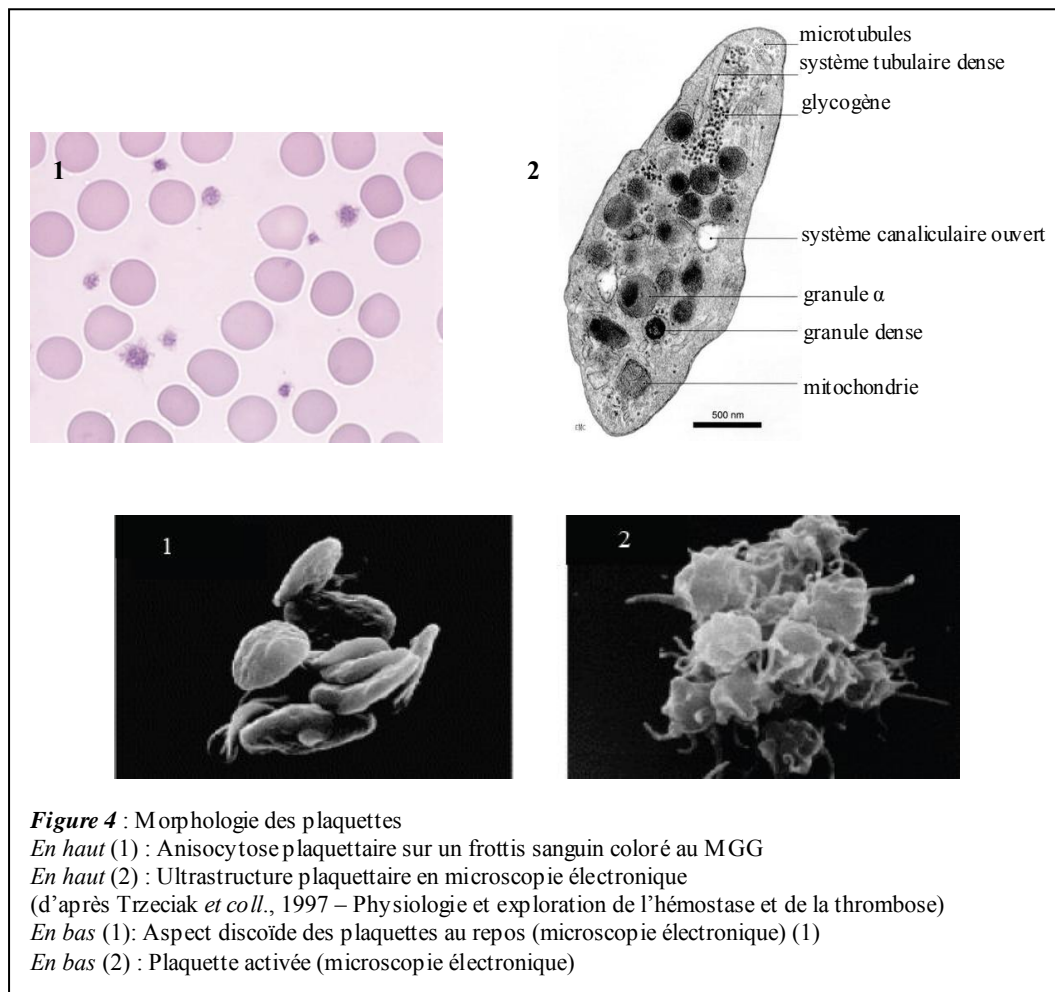 1
2
microtubules
système tubulaire dense
glycogène
système canaliculaire ouvert
granule α
granule dense
mitochondrie
500 nm
EMC
1
2
Figure 4 : Morphologie des plaquettes
En haut (1) : Anisocytose plaquettaire sur un frottis sanguin coloré au MGG
En haut (2) : Ultrastructure plaquettaire en microscopie électronique
(d’après Trzeciak et coll., 1997 – Physiologie et exploration de l’hémostase et de la thrombose)
En bas (1): Aspect discoïde des plaquettes au repos (microscopie électronique) (1)
En bas (2) : Plaquette activée (microscopie électronique)